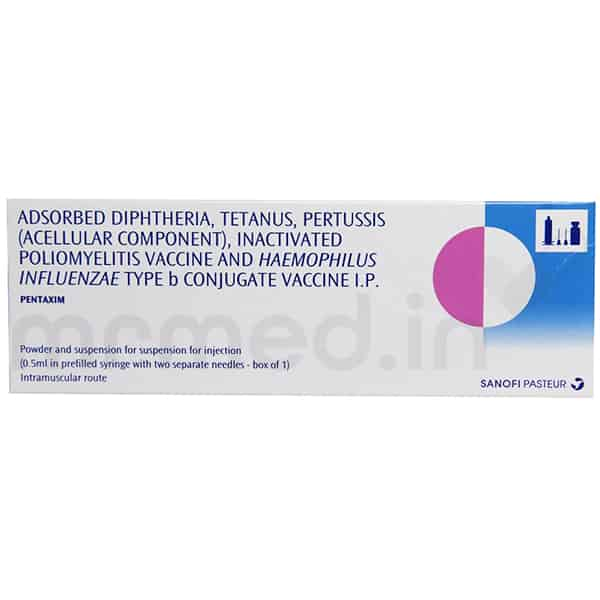 ADSORBED DIPHTHERIA, TETANUS, PERTUSSIS
(ACELLULAR COMPONENT), INACTIVATED
POLIOMYELITIS VACCINE AND HAEMOPHILUS
INFLUENZAE TYPE b CONJUGATE VACCINE I.P.
PENTAXIM
mrmed.in
Powder and suspension for suspension for injection
(0.5ml in prefilled syringe with two separate needles - box of 1)
Intramuscular route
SANOFI PASTEUR